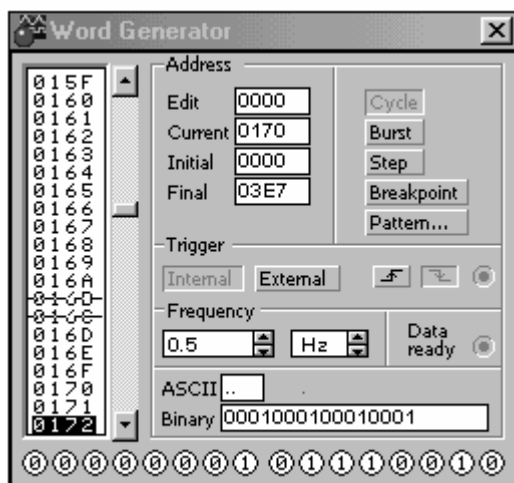 Word Generator
015F
0160
0161
0162
0163
0164
0165
0166
0167
0168
0169
016A
016D
016E
016F
0170
0171
0172
Address
Edit 0000
Current 0170
Initial 0000
Final 03E7
Cycle
Burst
Step
Breakpoint
Pattern...
Trigger
Internal External
Frequency
0.5 Hz
Data
ready
ASCII ..
Binary 0001000100010001
0 0 0 0 0 0 0 1 0 1 1 1 0 0 1 0